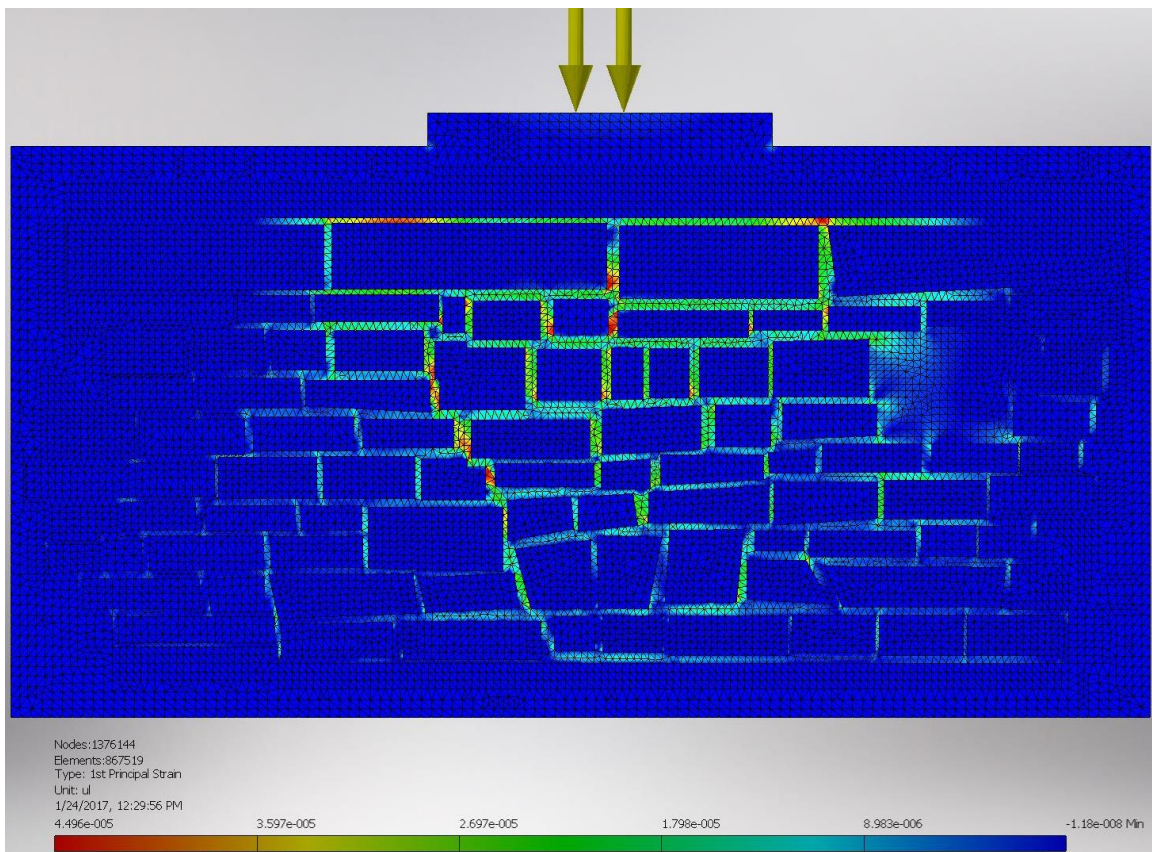 Nodes:1376144
Elements:867519
Type: 1st Principal Strain
Unit: ul
1/24/2017, 12:29:56 PM
4.496e-005 3.597e-005 2.697e-005 1.798e-005 8.983e-006 -1.18e-008 Min